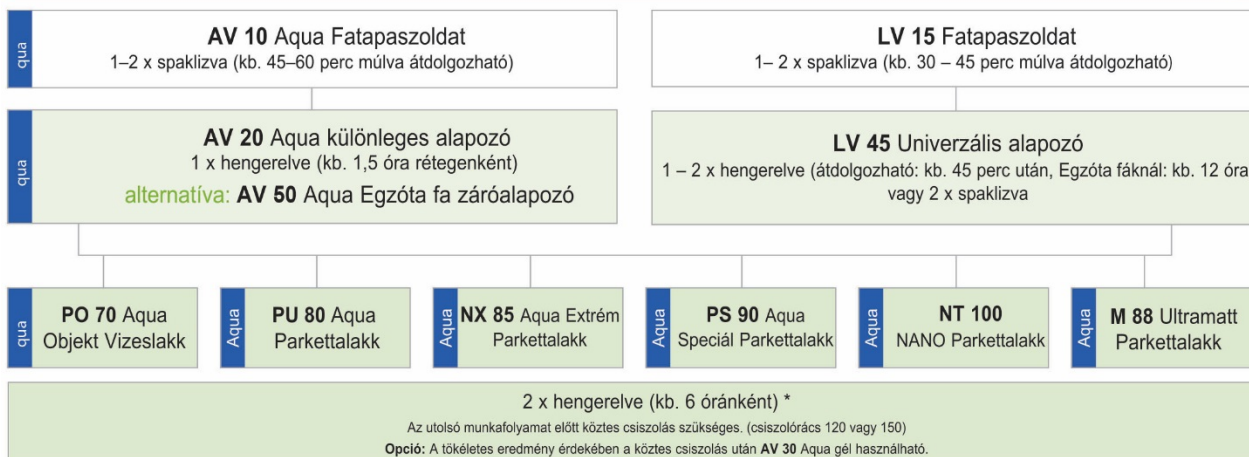 qua
AV 10 Aqua Fatapaszoldat
1–2 x spaklizva (kb. 45–60 perc múlva átdolgozható)
LV 15 Fatapaszoldat
1– 2 x spaklizva (kb. 30 – 45 perc múlva átdolgozható)
qua
AV 20 Aqua különleges alapozó
1 x hengerelve (kb. 1,5 óra rétegenként)
alternatíva: AV 50 Aqua Egzóta fa záróalapozó
LV 45 Univerzális alapozó
1 – 2 x hengerelve (átdolgozható: kb. 45 perc után, Egzóta fáknál: kb. 12 óra
vagy 2 x spaklizva
qua
PO 70 Aqua
Objekt Vizeslakk
Aqua
PU 80 Aqua
Parkettalakk
Aqua
NX 85 Aqua Extrém
Parkettalakk
Aqua
PS 90 Aqua
Speciál Parkettalakk
Aqua
NT 100
NANO Parkettalakk
Aqua
M 88 Ultramatt
Parkettalakk
2 x hengerelve (kb. 6 óránként) *
Az utolsó munkafolyamat előtt köztes csiszolás szükséges. (csiszolórács 120 vagy 150)
Opció: A tökéletes eredmény érdekében a köztes csiszolás után AV 30 Aqua gél használható.